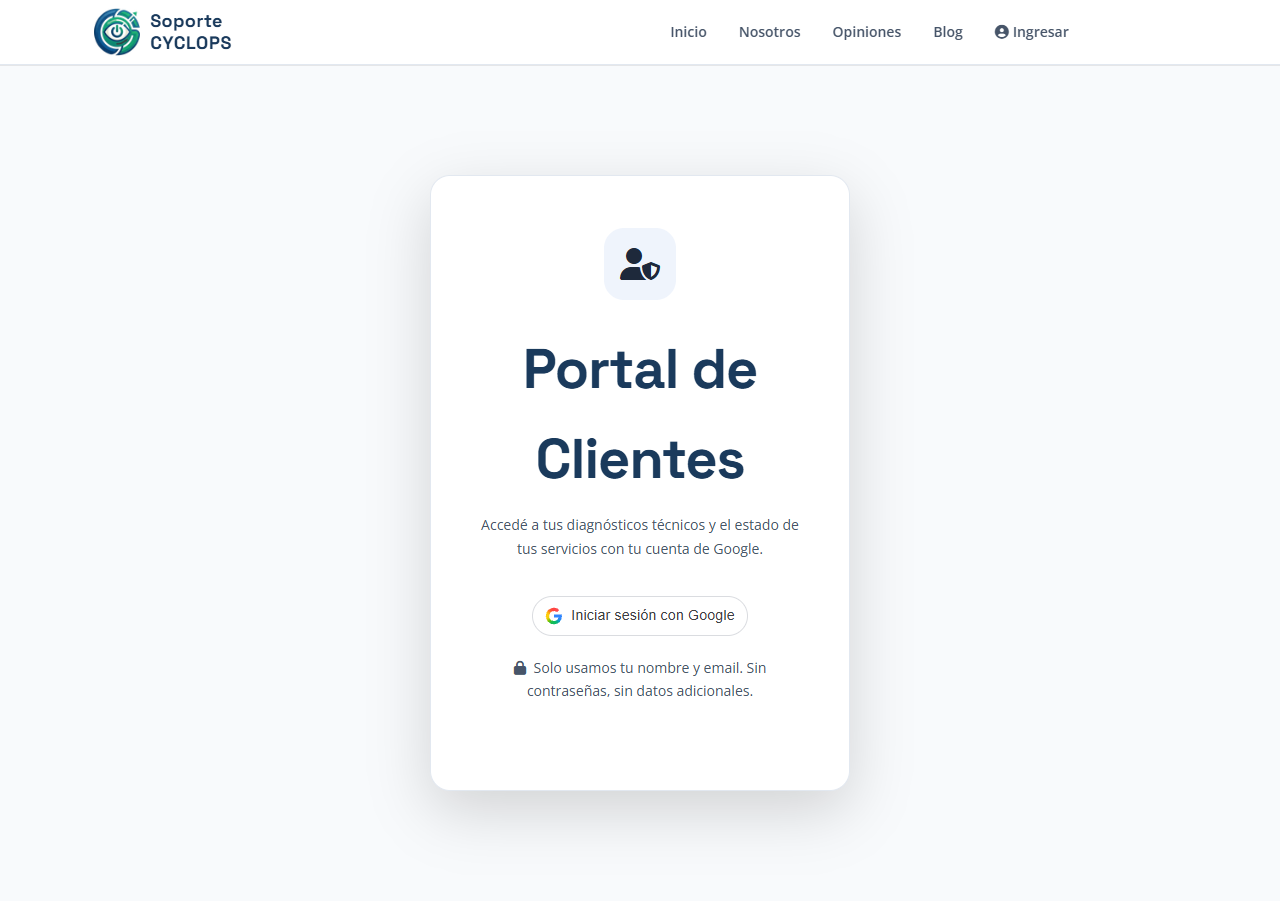 Soporte
CYCLOPS
Inicio Nosotros Opiniones Blog Ingresar
Portal de
Clientes
Accedé a tus diagnósticos técnicos y el estado de
tus servicios con tu cuenta de Google.
Iniciar sesión con Google
Solo usamos tu nombre y email. Sin
contraseñas, sin datos adicionales.